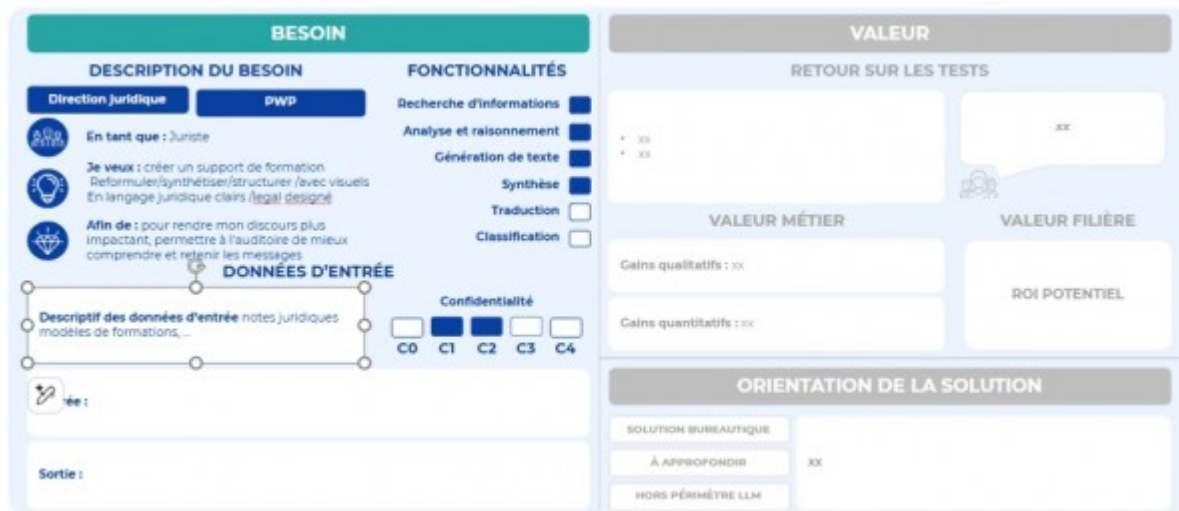 BESOIN
DESCRIPTION DU BESOIN
Direction juridique
PWP
En tant que : Juriste
Je veux : créer un support de formation
Reformuler/synthétiser/structurer /avec visuels
En langage juridique clairs /legal designé
Afin de : pour rendre mon discours plus
impactant, permettre à l'auditoire de mieux
comprendre et retenir les messages
FONCTIONNALITÉS
Recherche d'informations
Analyse et raisonnement
Génération de texte
Synthèse
Traduction
Classification
DONNÉES D'ENTRÉE
Descriptif des données d'entrée notes juridiques
modèles de formations, ...
Confidentialité
C0 C1 C2 C3 C4
rée :
Sortie :
VALEUR
RETOUR SUR LES TESTS
• xx
• xx
xx
VALEUR MÉTIER
Gains qualitatifs : xx
Gains quantitatifs : xx
VALEUR FILIÈRE
ROI POTENTIEL
ORIENTATION DE LA SOLUTION
SOLUTION BUREAUTIQUE
À APPROFONDIR
HORS PÉRIMÈTRE LLM
xx